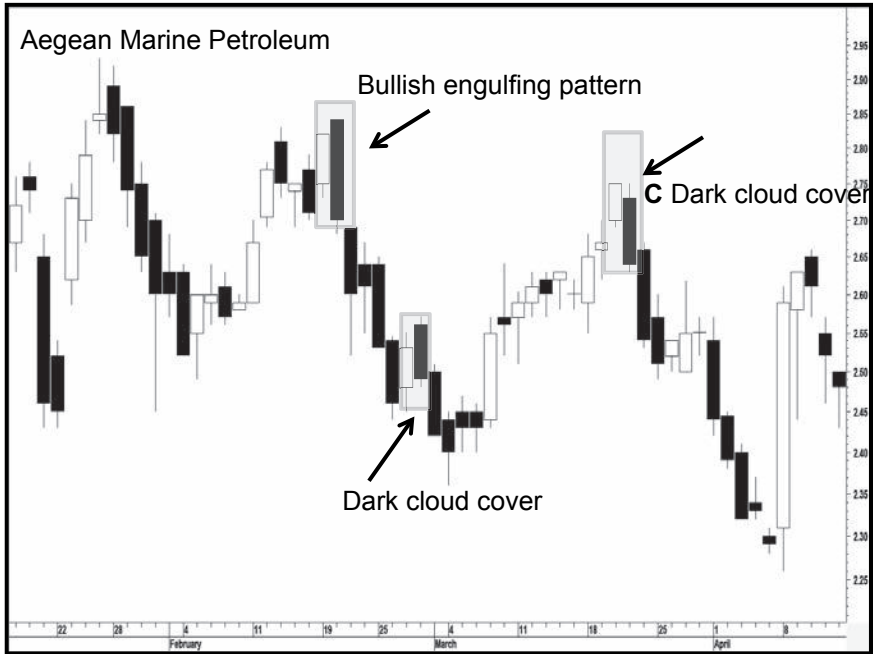 Aegean Marine Petroleum
Bullish engulfing pattern
C Dark cloud cover
Dark cloud cover
2.95
2.90
2.85
2.80
2.75
2.70
2.65
2.60
2.55
2.50
2.45
2.40
2.35
2.30
2.25
22 28 4 11 19 25 4 11 18 25 1 8
February March April